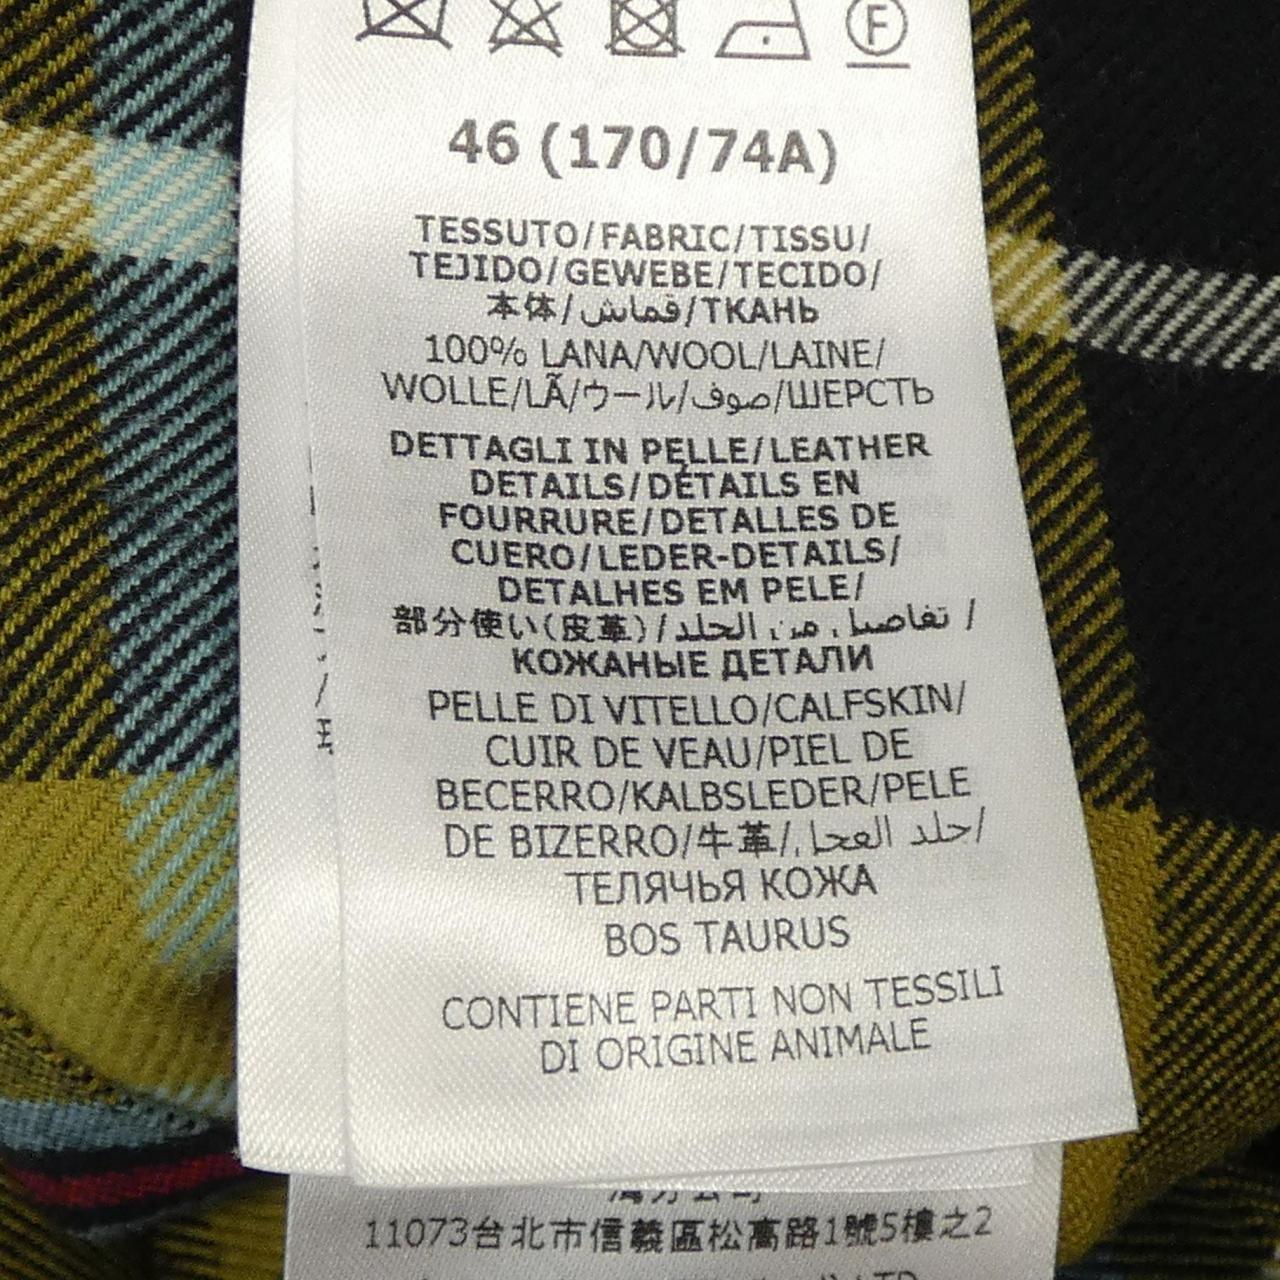 F
46 (170/74A)
TESSUTO/FABRIC/TISSU/
TEJIDO/GEWEBE/TECIDO/
本体/قماش/ТКАНЬ
100% LANA/WOOL/LAINE/
WOLLE/LÃ/ウール/صوف/ШЕРСТЬ
DETTAGLI IN PELLE/LEATHER
DETAILS/DÉTAILS EN
FOURRURE/DETALLES DE
CUERO/LEDER-DETAILS/
DETALHES EM PELE/
部分使い(皮革)/تفاصيل من الجلد/
КОЖАНЫЕ ДЕТАЛИ
PELLE DI VITELLO/CALFSKIN/
CUIR DE VEAU/PIEL DE
BECERRO/KALBSLEDER/PELE
DE BIZERRO/牛革/جلد العجل/
ТЕЛЯЧЬЯ КОЖА
BOS TAURUS
CONTIENE PARTI NON TESSILI
DI ORIGINE ANIMALE
11073台北市信義區松高路1號5樓之2